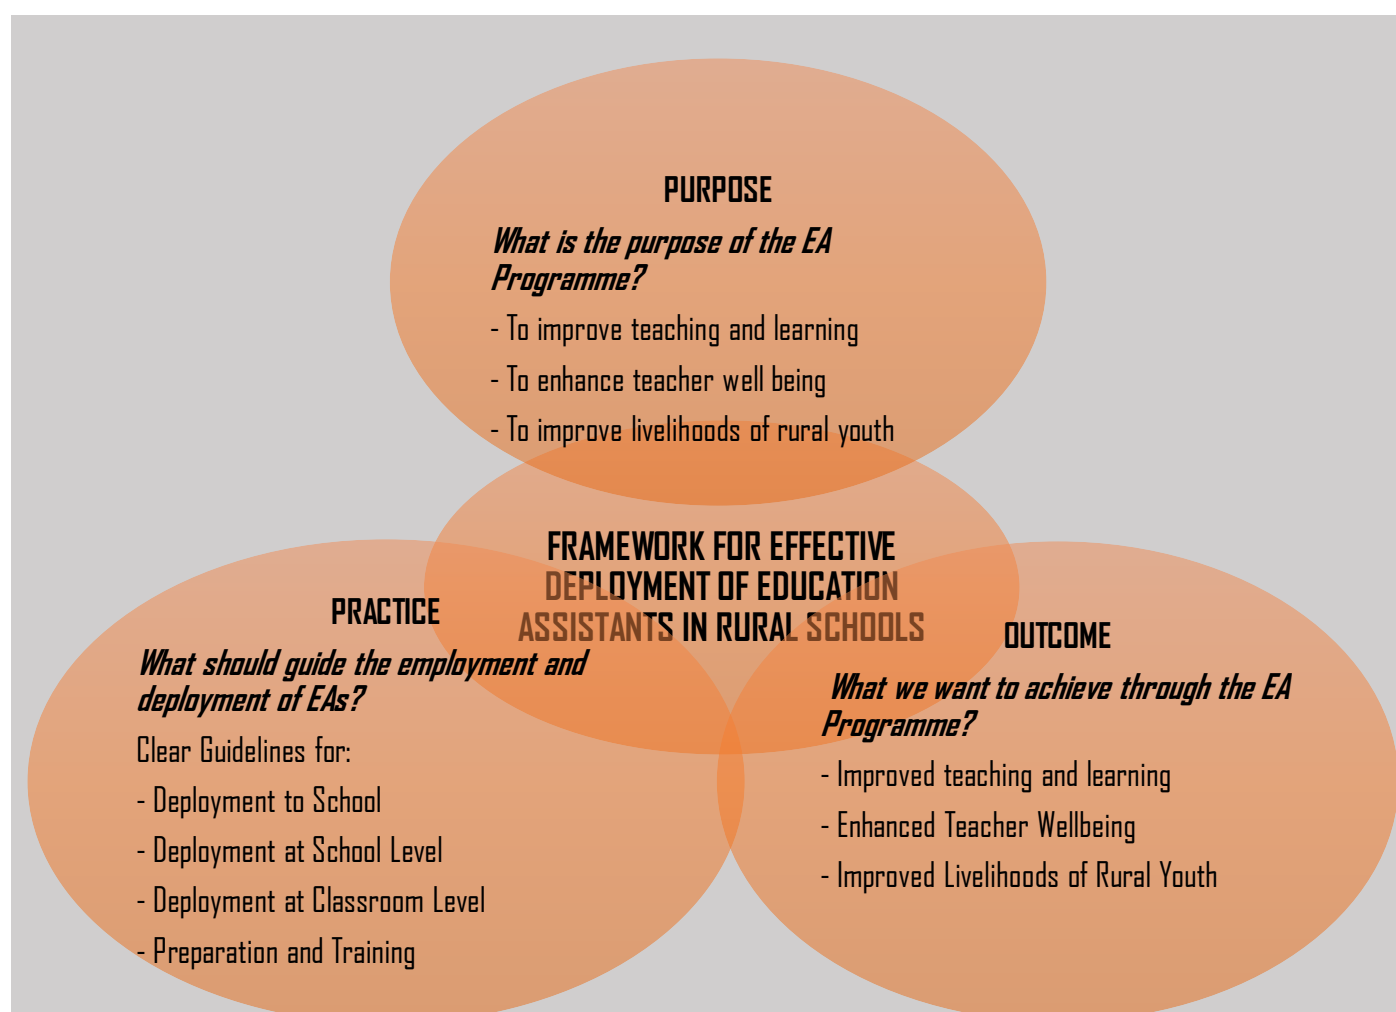 PURPOSE
What is the purpose of the EA
Programme?
- To improve teaching and learning
- To enhance teacher well being
- To improve livelihoods of rural youth
FRAMEWORK FOR EFFECTIVE
DEPLOYMENT OF EDUCATION
ASSISTANTS IN RURAL SCHOOLS
PRACTICE
What should guide the employment and
deployment of EAs?
Clear Guidelines for:
- Deployment to School
- Deployment at School Level
- Deployment at Classroom Level
- Preparation and Training
OUTCOME
What we want to achieve through the EA
Programme?
- Improved teaching and learning
- Enhanced Teacher Wellbeing
- Improved Livelihoods of Rural Youth